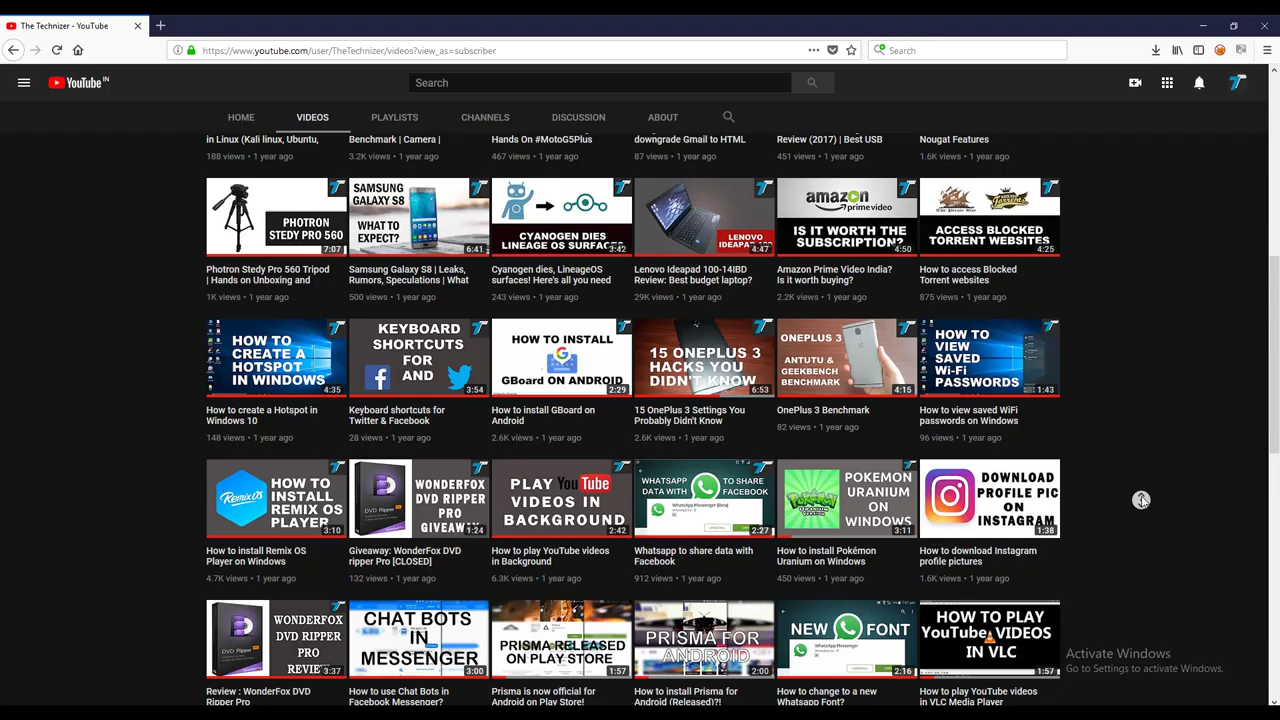 The Technizer - YouTube
https://www.youtube.com/user/TheTechnizer/videos?view_as=subscriber
Search
YouTube IN
Search
HOME VIDEOS PLAYLISTS CHANNELS DISCUSSION ABOUT
in Linux (Kali linux, Ubuntu,
188 views • 1 year ago
Benchmark | Camera |
3.2K views • 1 year ago
Hands On #MotoG5Plus
467 views • 1 year ago
downgrade Gmail to HTML
87 views • 1 year ago
Review (2017) | Best USB
451 views • 1 year ago
Nougat Features
1.6K views • 1 year ago
PHOTRON
STEDY PRO 560
7:07
Photron Stedy Pro 560 Tripod
| Hands on Unboxing and
1K views • 1 year ago
SAMSUNG
GALAXY S8
WHAT
TO
EXPECT?
6:41
Samsung Galaxy S8 | Leaks,
Rumors, Speculations | What
500 views • 1 year ago
CYANOGEN DIES
LINEAGE OS SURFACES
3:42
Cyanogen dies, LineageOS
surfaces! Here's all you need
243 views • 1 year ago
LENOVO
4:47
Lenovo Ideapad 100-14IBD
Review: Best budget laptop?
29K views • 1 year ago
amazon
prime video
IS IT WORTH THE
SUBSCRIPTION?
4:50
Amazon Prime Video India?
Is it worth buying?
2.2K views • 1 year ago
ACCESS BLOCKED
TORRENT WEBSITES
4:25
How to access Blocked
Torrent websites
875 views • 1 year ago
HOW TO
CREATE A
HOTSPOT
IN WINDOWS
4:35
How to create a Hotspot in
Windows 10
148 views • 1 year ago
KEYBOARD
SHORTCUTS
FOR
AND
3:54
Keyboard shortcuts for
Twitter & Facebook
28 views • 1 year ago
HOW TO INSTALL
GBoard ON ANDROID
2:29
How to install GBoard on
Android
2.6K views • 1 year ago
15 ONEPLUS 3
HACKS YOU
DIDN'T KNOW
6:53
15 OnePlus 3 Settings You
Probably Didn't Know
2.6K views • 1 year ago
ONEPLUS 3
ANTUTU &
GEEKBENCH
BENCHMARK
4:15
OnePlus 3 Benchmark
82 views • 1 year ago
HOW TO
VIEW
SAVED
Wi-Fi
PASSWORDS
1:43
How to view saved WiFi
passwords on Windows
96 views • 1 year ago
RemixOS
HOW TO
INSTALL
REMIX OS
PLAYER
3:10
How to install Remix OS
Player on Windows
4.7K views • 1 year ago
DVD Ripper Pro
WONDERFOX
DVD RIPPER
PRO
GIVEAWAY
1:24
Giveaway: WonderFox DVD
ripper Pro [CLOSED]
132 views • 1 year ago
PLAY YouTube
VIDEOS IN
BACKGROUND
2:42
How to play YouTube videos
in Background
6.3K views • 1 year ago
WHATSAPP TO SHARE
DATA WITH FACEBOOK
WhatsApp Messenger (Beta)
2:27
Whatsapp to share data with
Facebook
912 views • 1 year ago
POKEMON
URANIUM
ON
WINDOWS
3:11
How to install Pokémon
Uranium on Windows
450 views • 1 year ago
DOWNLOAD
PROFILE PIC
ON
INSTAGRAM
1:38
How to download Instagram
profile pictures
1.6K views • 1 year ago
DVD Ripper Pro
WONDERFOX
DVD RIPPER
PRO
REVIEW
3:37
Review : WonderFox DVD
Ripper Pro
CHAT BOTS
IN
MESSENGER
3:00
How to use Chat Bots in
Facebook Messenger?
PRISMA RELEASED
ON PLAY STORE
1:57
Prisma is now official for
Android on Play Store!
PRISMA FOR
ANDROID
2:00
How to install Prisma for
Android (Released)?!
NEW FONT
WhatsApp Messenger
2:16
How to change to a new
Whatsapp Font?
HOW TO PLAY
YouTube VIDEOS
IN VLC
1:57
How to play YouTube videos
in VLC Media Player
Activate Windows
Go to Settings to activate Windows.